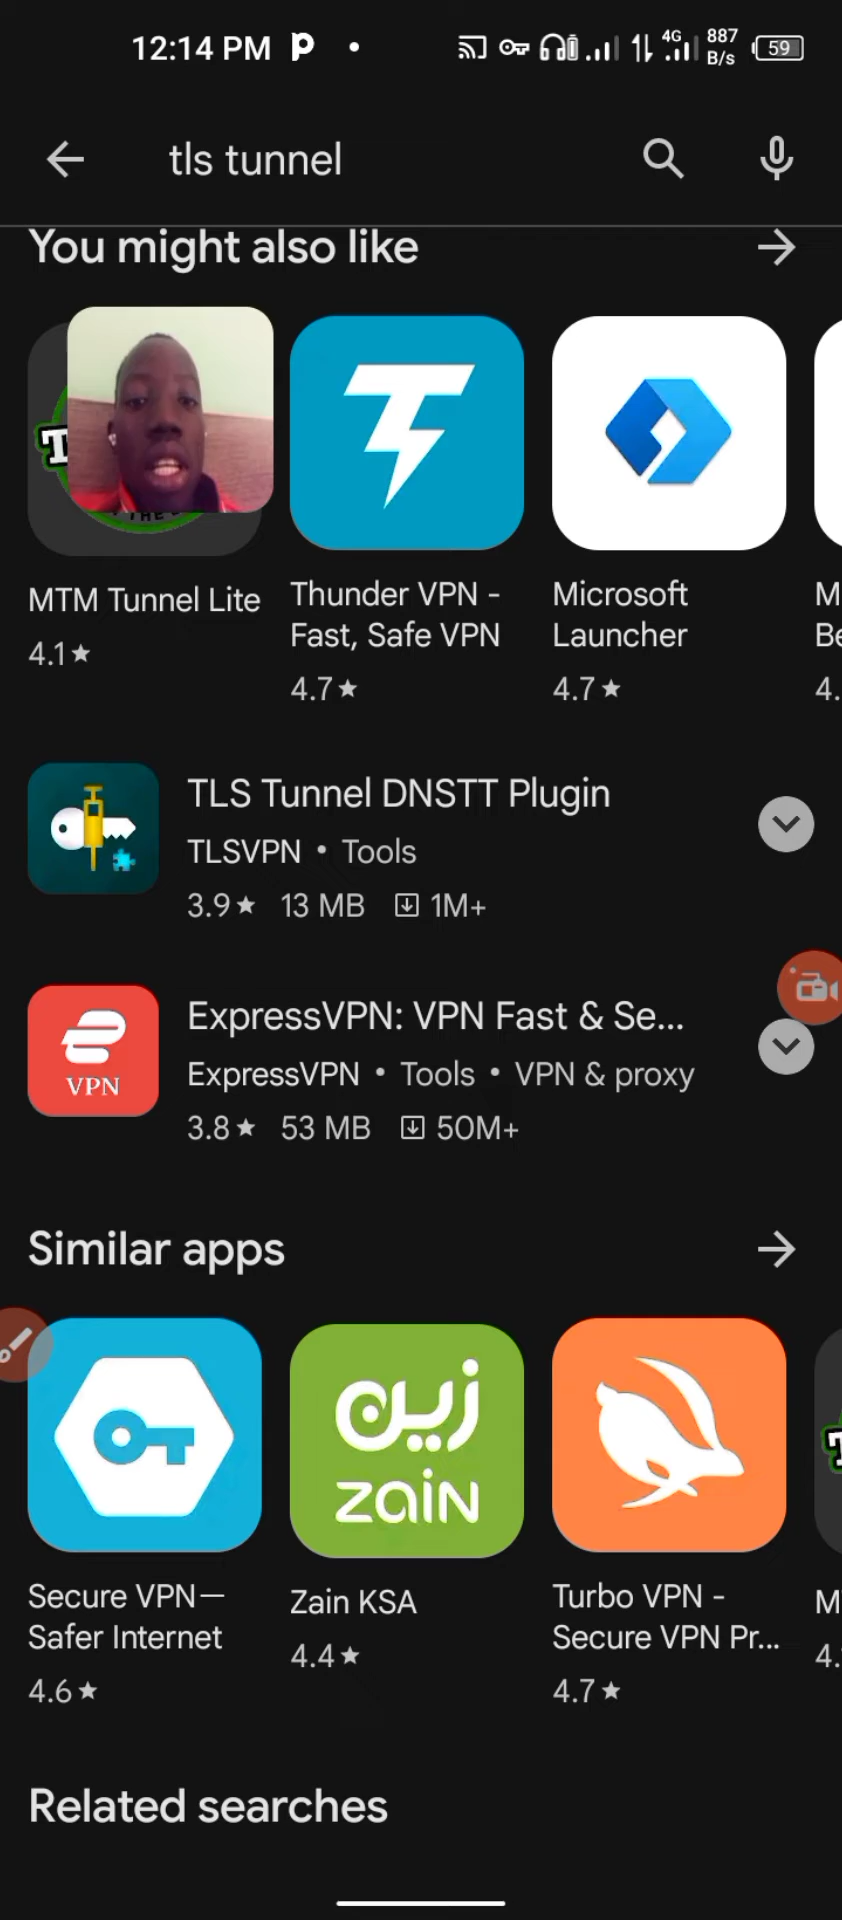 12:14 PM
4G
887
B/s
59
tls tunnel
You might also like
MTM Tunnel Lite
4.1★
Thunder VPN -
Fast, Safe VPN
4.7★
Microsoft
Launcher
4.7★
M
Be
4.
TLS Tunnel DNSTT Plugin
TLSVPN • Tools
3.9★ 13 MB 1M+
VPN
ExpressVPN: VPN Fast & Se...
ExpressVPN • Tools • VPN & proxy
3.8★ 53 MB 50M+
Similar apps
زين
zain
Secure VPN—
Safer Internet
4.6★
Zain KSA
4.4★
Turbo VPN -
Secure VPN Pr...
4.7★
Related searches